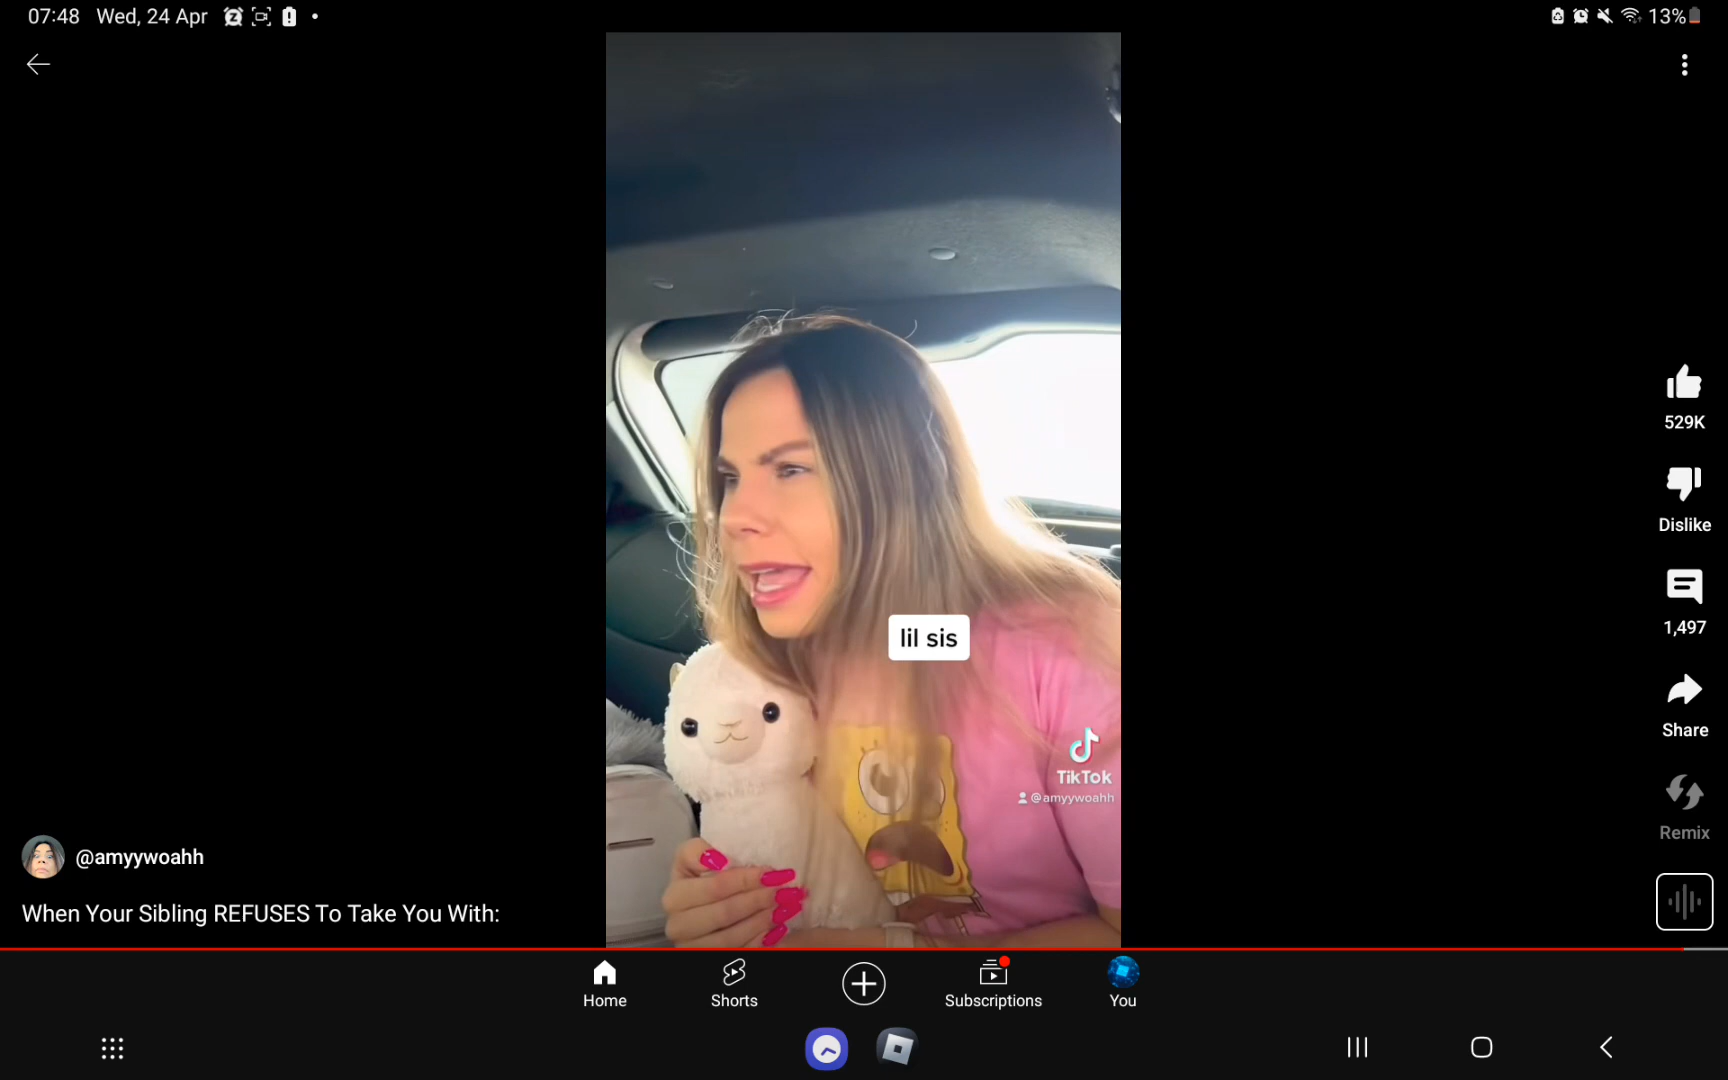 07:48 Wed, 24 Apr
13%
lil sis
TikTok
@amyywoahh
529K
Dislike
1,497
Share
Remix
@amyywoahh
When Your Sibling REFUSES To Take You With:
Home
Shorts
Subscriptions
You